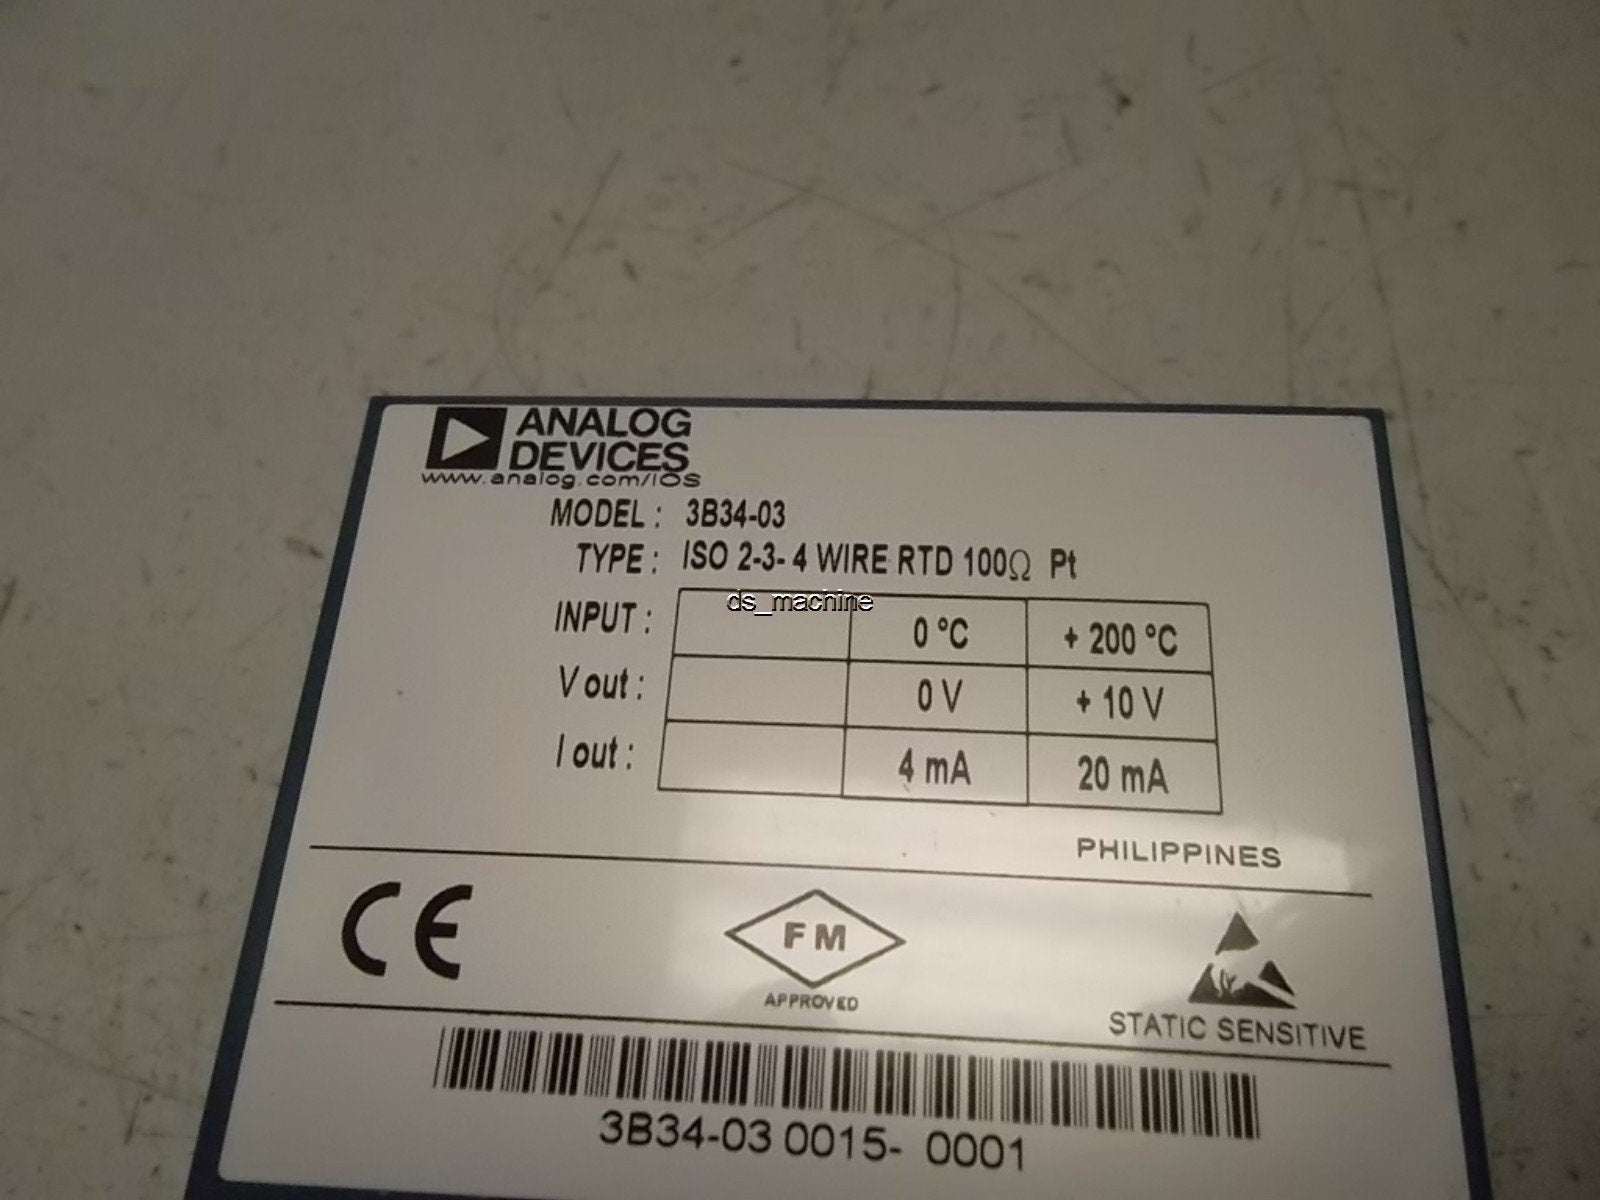 ANALOG
DEVICES
www.analog.com/iOs
MODEL : 3B34-03
TYPE : ISO 2-3- 4 WIRE RTD 100Ω Pt
ds_machine
INPUT : 0 °C + 200 °C
V out : 0 V + 10 V
I out : 4 mA 20 mA
PHILIPPINES
CE
FM
APPROVED
STATIC SENSITIVE
3B34-03 0015- 0001